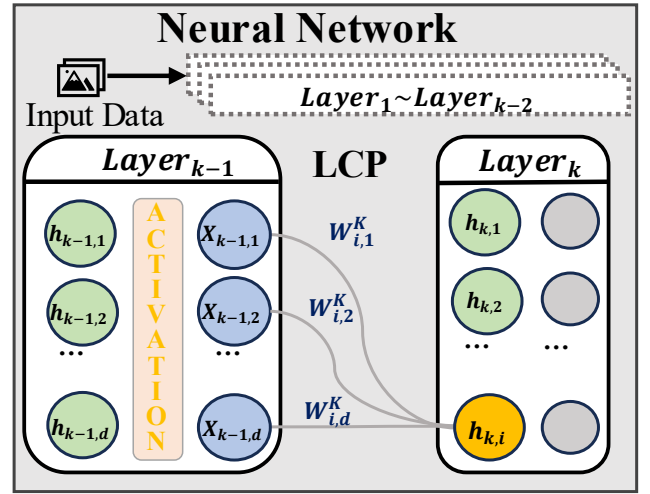 Neural Network
Input Data
Layer₁~Layerₖ₋₂
Layerₖ₋₁
LCP
Layerₖ
hₖ₋₁,₁
hₖ₋₁,₂
...
hₖ₋₁,d
ACTIVATION
Xₖ₋₁,₁
Xₖ₋₁,₂
...
Xₖ₋₁,d
W^K_{i,1}
W^K_{i,2}
W^K_{i,d}
hₖ,₁
hₖ,₂
...
...
hₖ,ᵢ